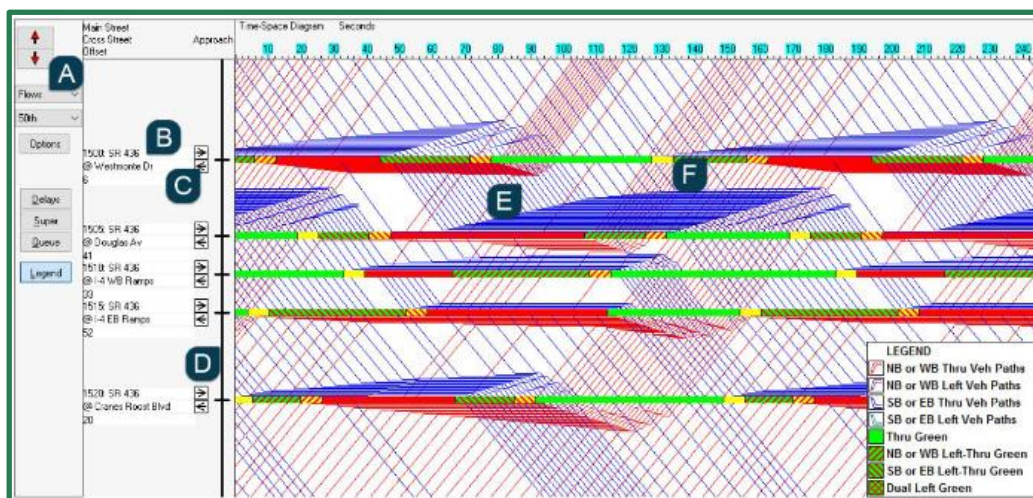 Main Street
Cross Street
Offset
Approach
Time-Space Diagram Seconds
10 20 30 40 50 60 70 80 90 100 110 120 130 140 150 160 170 180 190 200 210 220 230 240
A
Flows
50th
Options
Delays
Super
Queue
Legend
B
1500: SR 436
@ Westmonte Dr
6
C
E
F
1505: SR 436
@ Douglas Av
41
1510: SR 436
@ I-4 WB Ramps
33
1515: SR 436
@ I-4 EB Ramps
52
D
1520: SR 436
@ Cranes Roost Blvd
20
LEGEND
NB or WB Thru Veh Paths
NB or WB Left Veh Paths
SB or EB Thru Veh Paths
SB or EB Left Veh Paths
Thru Green
NB or WB Left-Thru Green
SB or EB Left-Thru Green
Dual Left Green